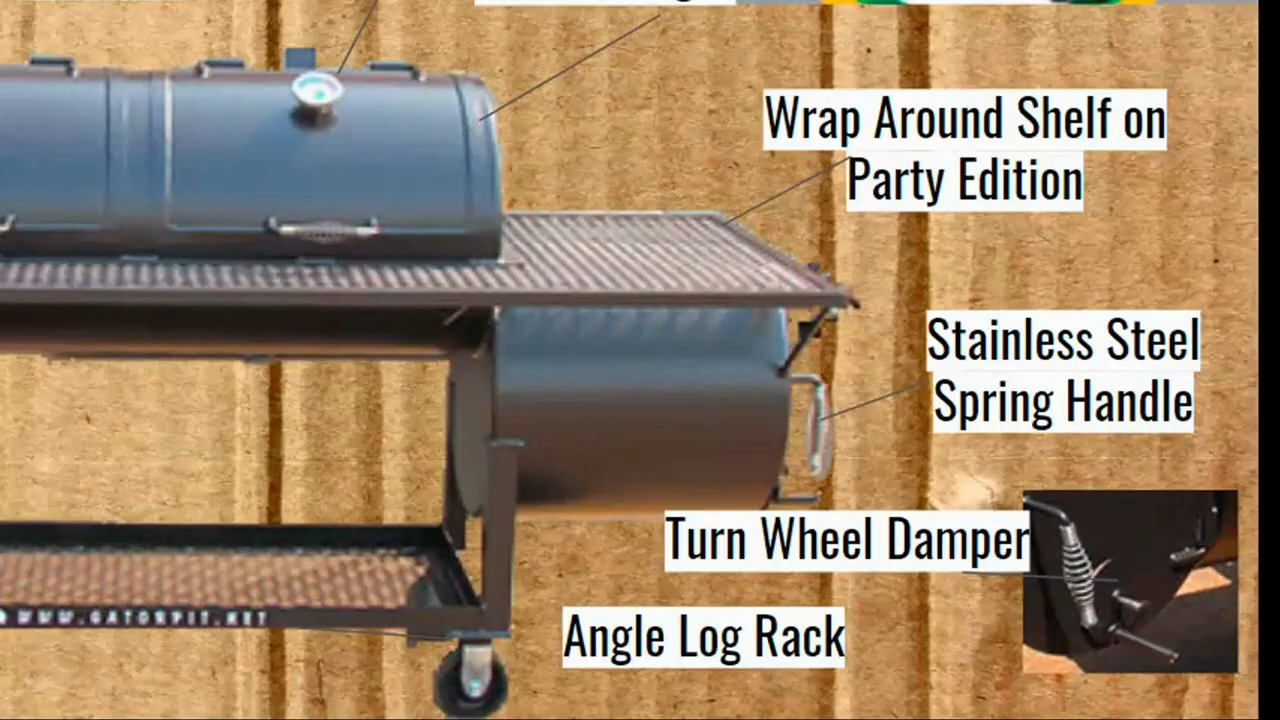 Wrap Around Shelf on
Party Edition
Stainless Steel
Spring Handle
Turn Wheel Damper
Angle Log Rack
WWW.GATORPIT.NET